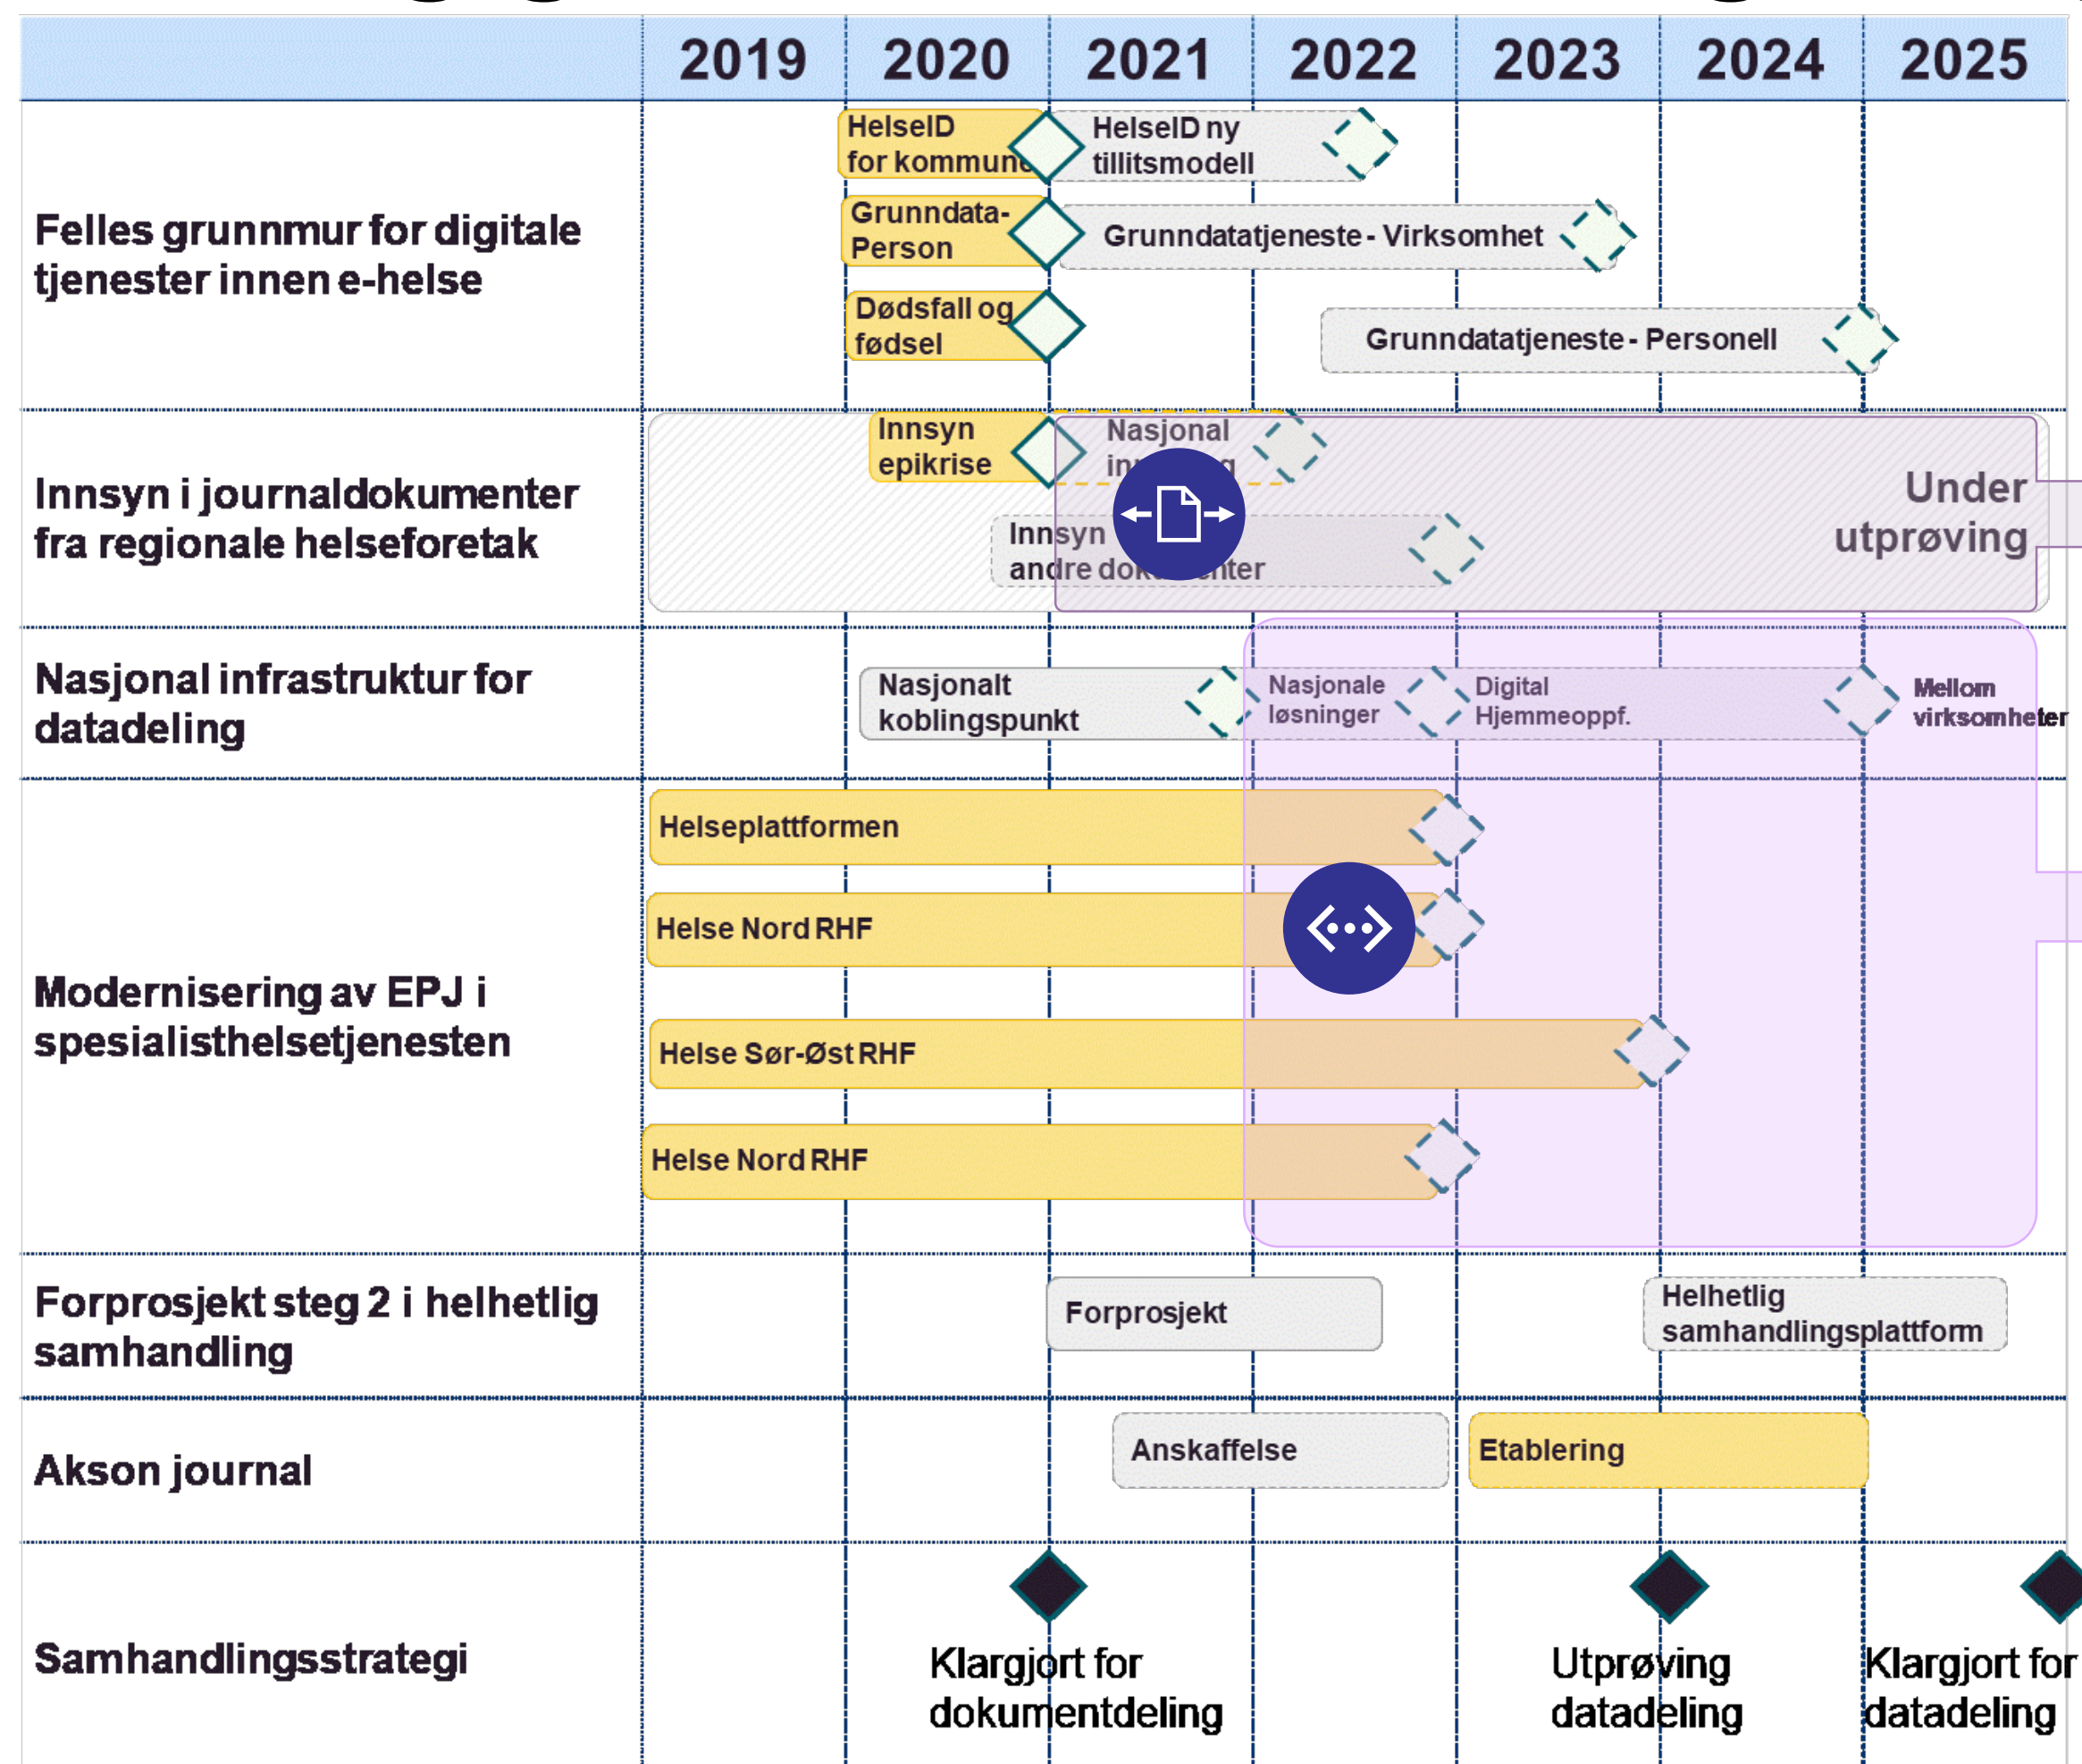 2019 2020 2021 2022 2023 2024 2025
Felles grunnmur for digitale
tjenester innen e-helse
HelseID
for kommune
HelseID ny
tillitsmodell
Grunndata-
Person
Grunndatatjeneste - Virksomhet
Dødsfall og
fødsel
Grunndatatjeneste - Personell
Innsyn i journaldokumenter
fra regionale helseforetak
Innsyn
epikrise
Nasjonal
Innsyn
andre
Under
utprøving
Nasjonal infrastruktur for
datadeling
Nasjonalt
koblingspunkt
Nasjonale
løsninger
Digital
Hjemmeoppf.
Mellom
virksomheter
Modernisering av EPJ i
spesialisthelsetjenesten
Helseplattformen
Helse Nord RHF
Helse Sør-Øst RHF
Helse Nord RHF
Forprosjekt steg 2 i helhetlig
samhandling
Forprosjekt
Helhetlig
samhandlingsplattform
Akson journal
Anskaffelse
Etablering
Samhandlingsstrategi
Klargjort for
dokumentdeling
Utprøving
datadeling
Klargjort for
datadeling